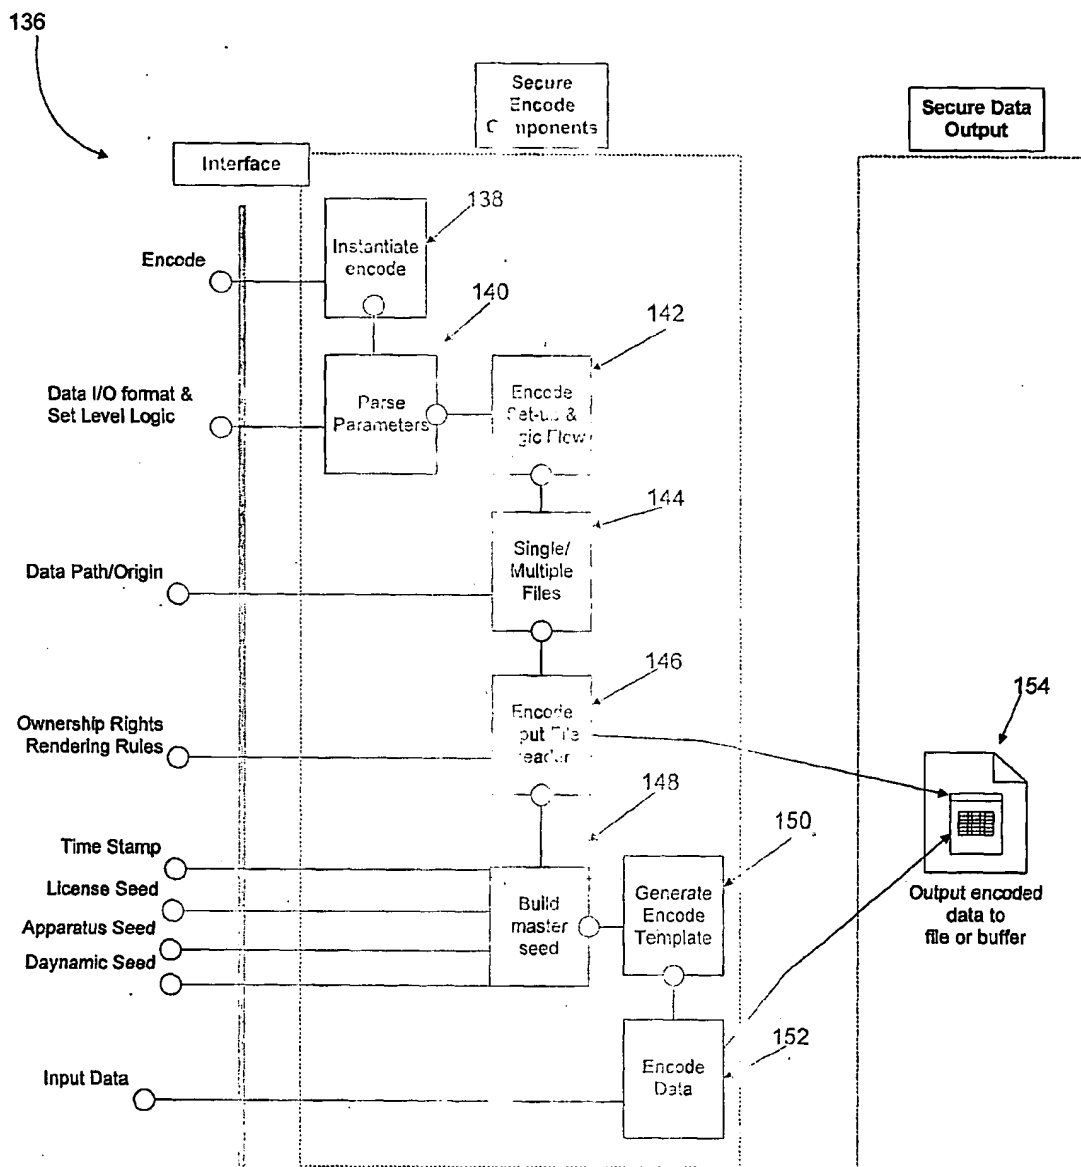 136
Secure
Encode
Secure Data
Output
Interface
138
Instantiate
encode
Encode
140
142
Data I/O format &
Set Level Logic
Parse
Parameters
Encode
&
Flow
144
Single/
Multiple
Files
Data Path/Origin
146
Encode
File
Ownership Rights
Rendering Rules
154
148
150
Time Stamp
License Seed
Apparatus Seed
Daynamic Seed
Build
master
seed
Generate
Encode
Template
Output encoded
data to
file or buffer
152
Encode
Data
Input Data